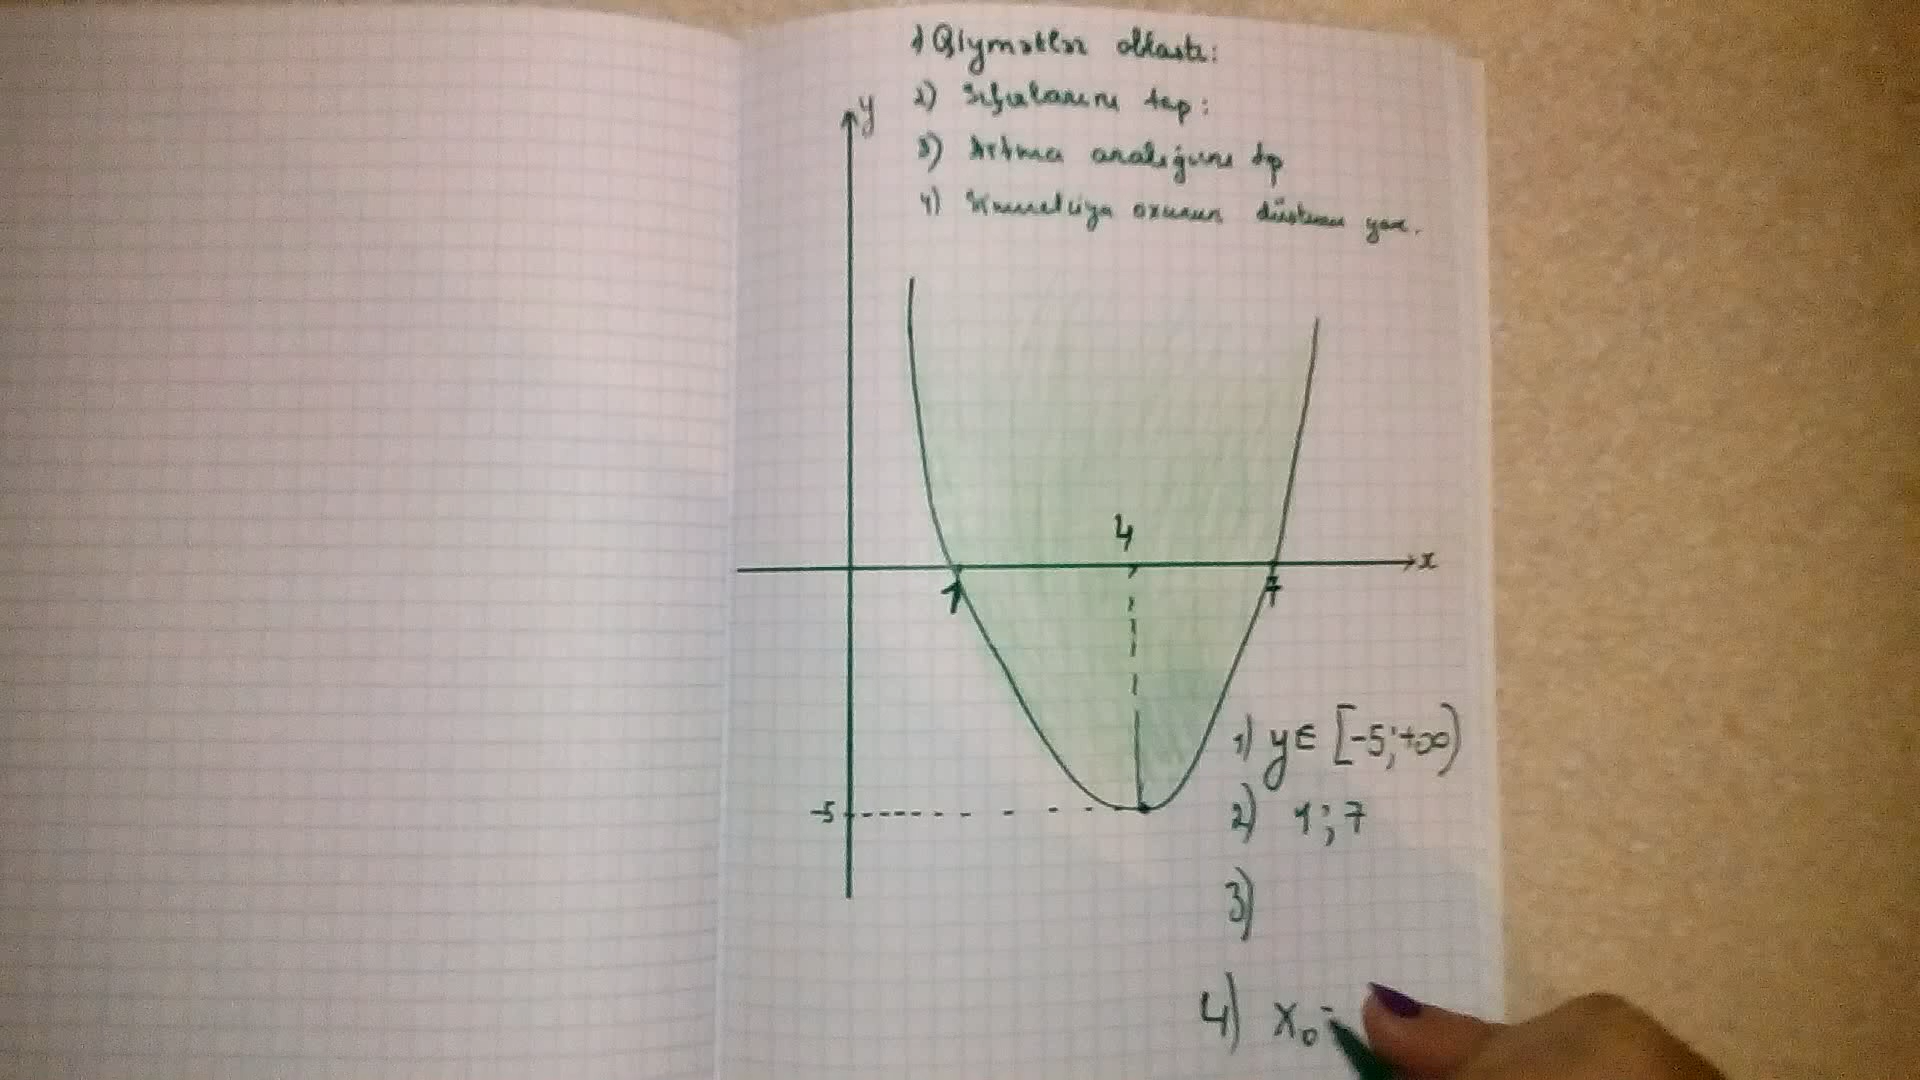 1) Qiymətlər oblastı:
2) Sıfırlarını tap:
3) Artma aralığını tap
4) Simmetriya oxunun düsturunu yaz.
y
4
x
1
7
-5
1) y∈ [-5;+∞)
2) 1;7
3)
4) x₀=